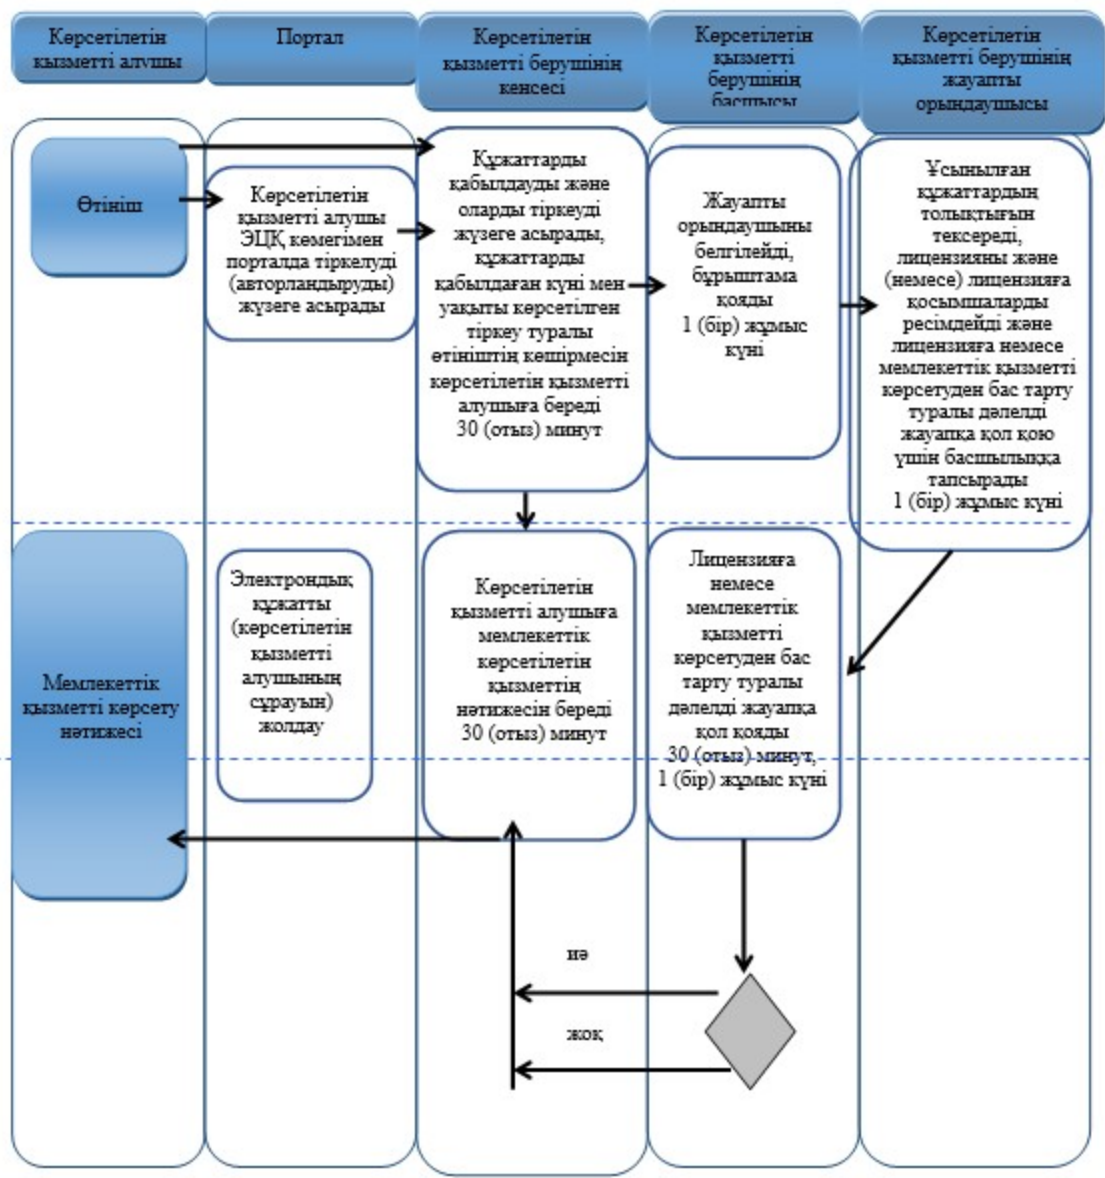 Көрсетілетін
қызметті алушы
Портал
Көрсетілетін
қызметті берушінің
кеңсесі
Көрсетілетін
қызметті
берушінің
басшысы
Көрсетілетін
қызметті берушінің
жауапты
орындаушысы
Өтініш
Көрсетілетін
қызметті алушы
ЭЦҚ көмегімен
порталда тіркелуді
(авторландыруды)
жүзеге асырады
Құжаттарды
қабылдауды және
оларды тіркеуді
жүзеге асырады,
құжаттарды
қабылдаған күні мен
уақыты көрсетілген
тіркеу туралы
өтініштің көшірмесін
көрсетілетін қызметті
алушыға береді
30 (отыз) минут
Жауапты
орындаушыны
белгілейді,
бұрыштама
қояды
1 (бір) жұмыс
күні
Ұсынылған
құжаттардың
толықтығын
тексереді,
лицензияны және
(немесе) лицензияға
қосымшаларды
ресімдейді және
лицензияға немесе
мемлекеттік қызметті
көрсетуден бас тарту
туралы дәлелді
жауапқа қол қою
үшін басшылыққа
тапсырады
1 (бір) жұмыс күні
Мемлекеттік
қызметті көрсету
нәтижесі
Электрондық
құжатты
(көрсетілетін
қызметті
алушының
сұрауын)
жолдау
Көрсетілетін
қызметті алушыға
мемлекеттік
көрсетілетін
қызметтің
нәтижесін береді
30 (отыз) минут
Лицензияға
немесе
мемлекеттік
қызметті
көрсетуден бас
тарту туралы
дәлелді жауапқа
қол қояды
30 (отыз) минут,
1 (бір) жұмыс күні
иә
жоқ